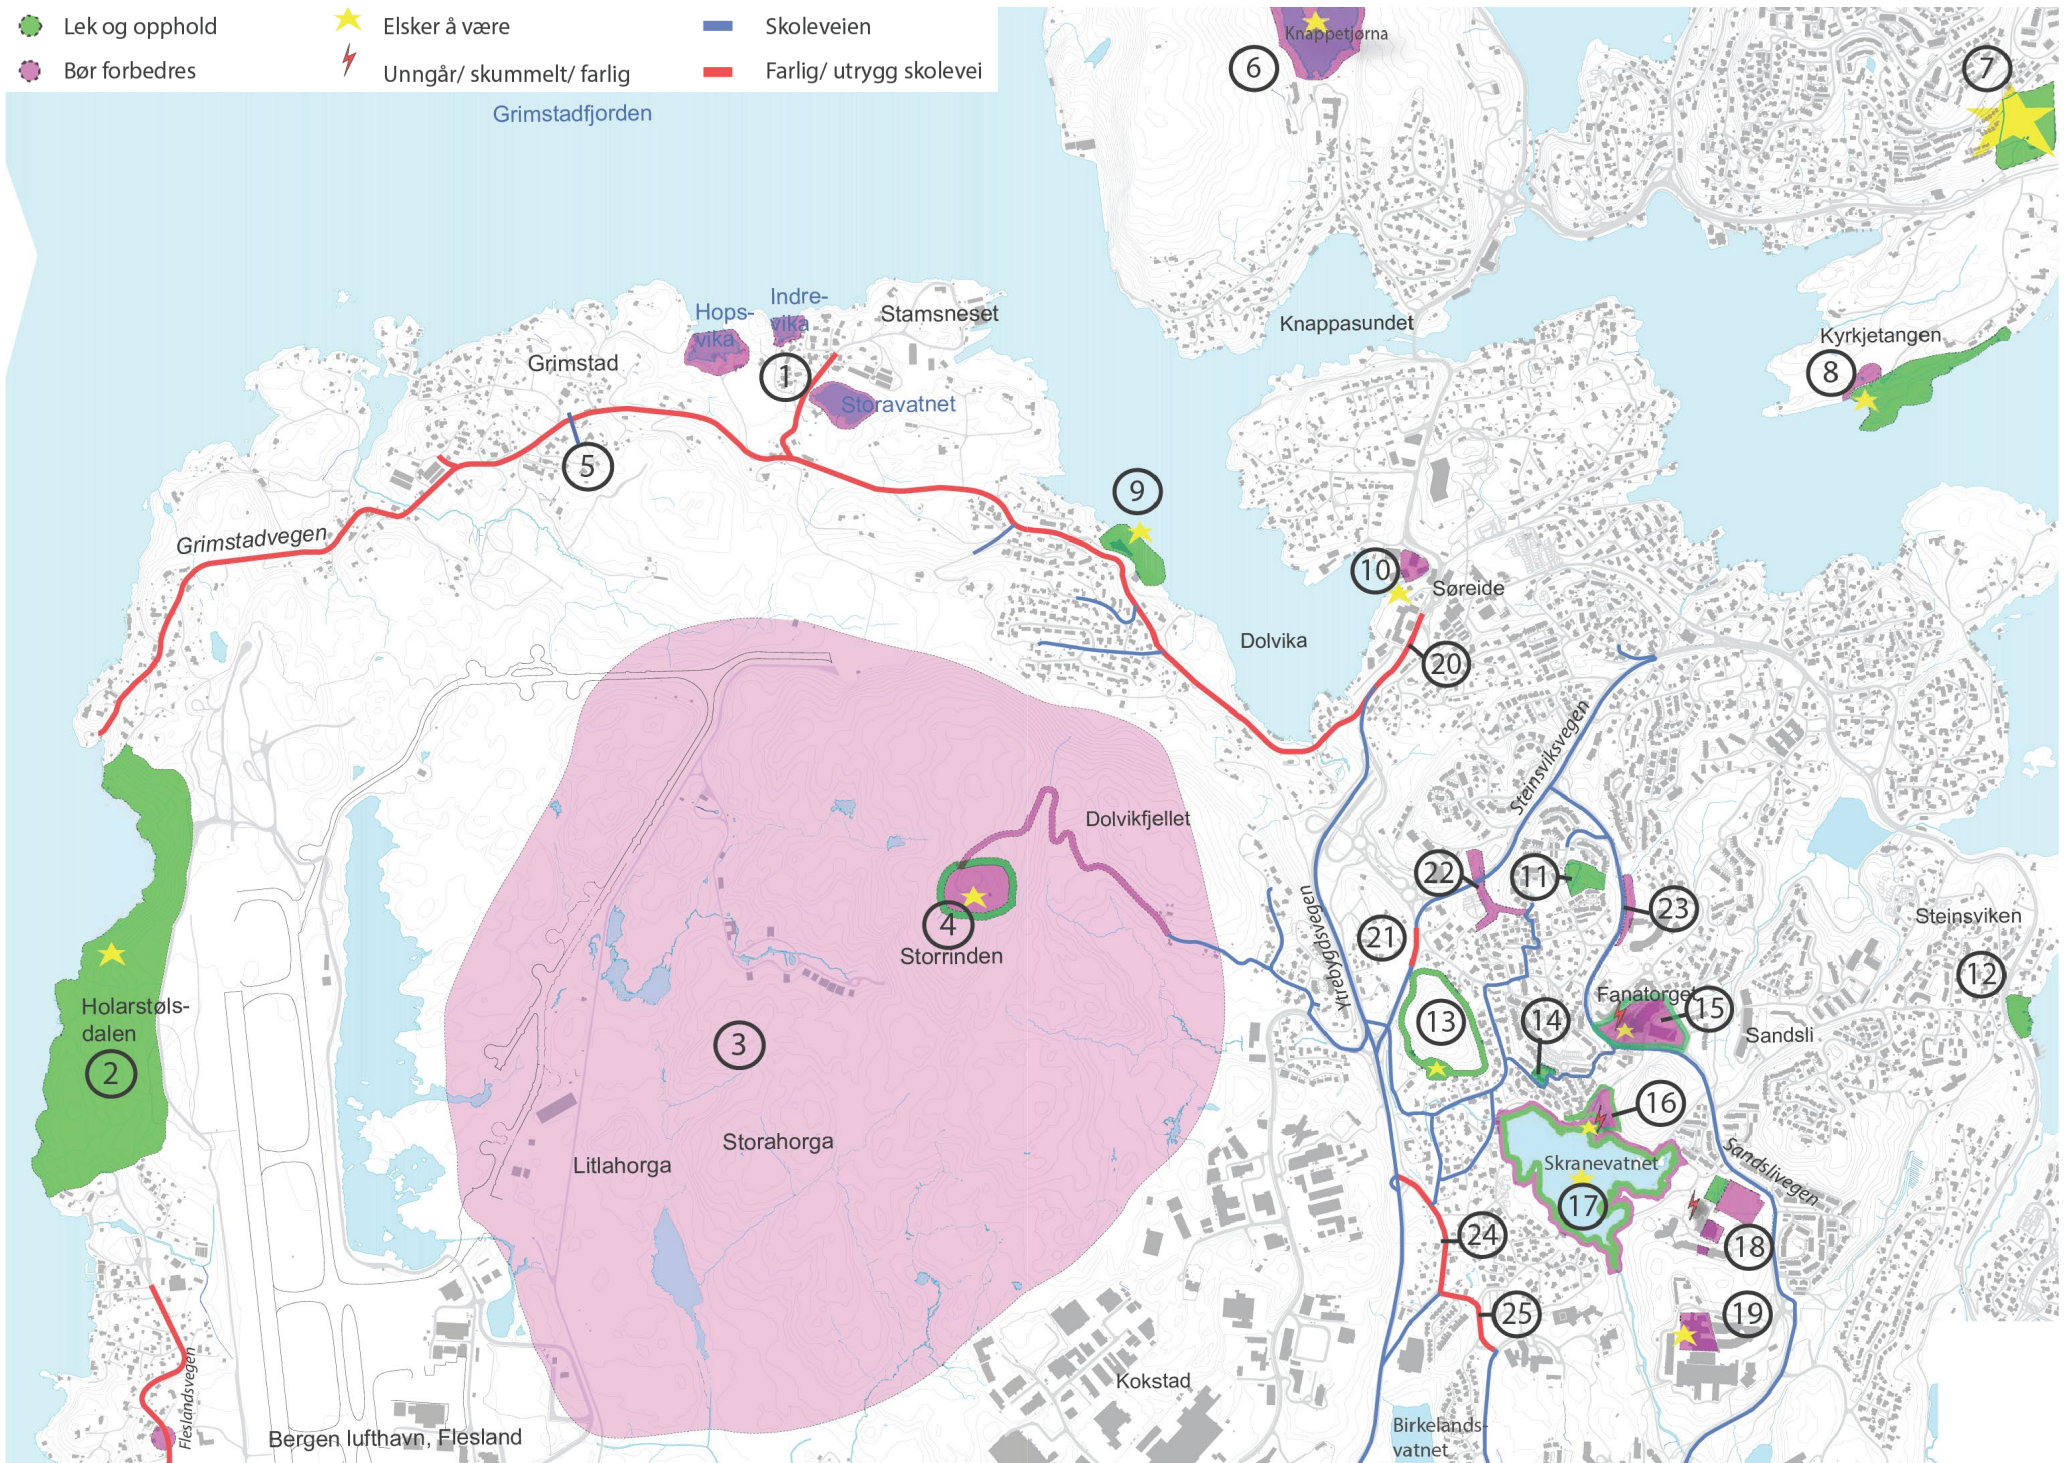 Lek og opphold
Elsker å være
Skoleveien
Bør forbedres
Unngår/ skummelt/ farlig
Farlig/ utrygg skolevei
Grimstadfjorden
Knappetjørna
6
7
Hops-
vika
Indre-
vika
Stamsneset
Grimstad
1
Storavatnet
5
Grimstadvegen
Knappasundet
Kyrkjetangen
8
9
10
Søreide
Dolvika
20
Steinsviksvegen
Dolvikfjellet
4
Storrinden
22
11
23
21
Ytrebygdsvegen
Steinsviken
12
Holarstøls-
dalen
2
3
13
14
Fanatorget
15
Sandsli
16
Storahorga
Litlahorga
Skranevatnet
17
Sandslivegen
18
24
25
19
Kokstad
Birkelands-
vatnet
Fleslandsvegen
Bergen lufthavn, Flesland